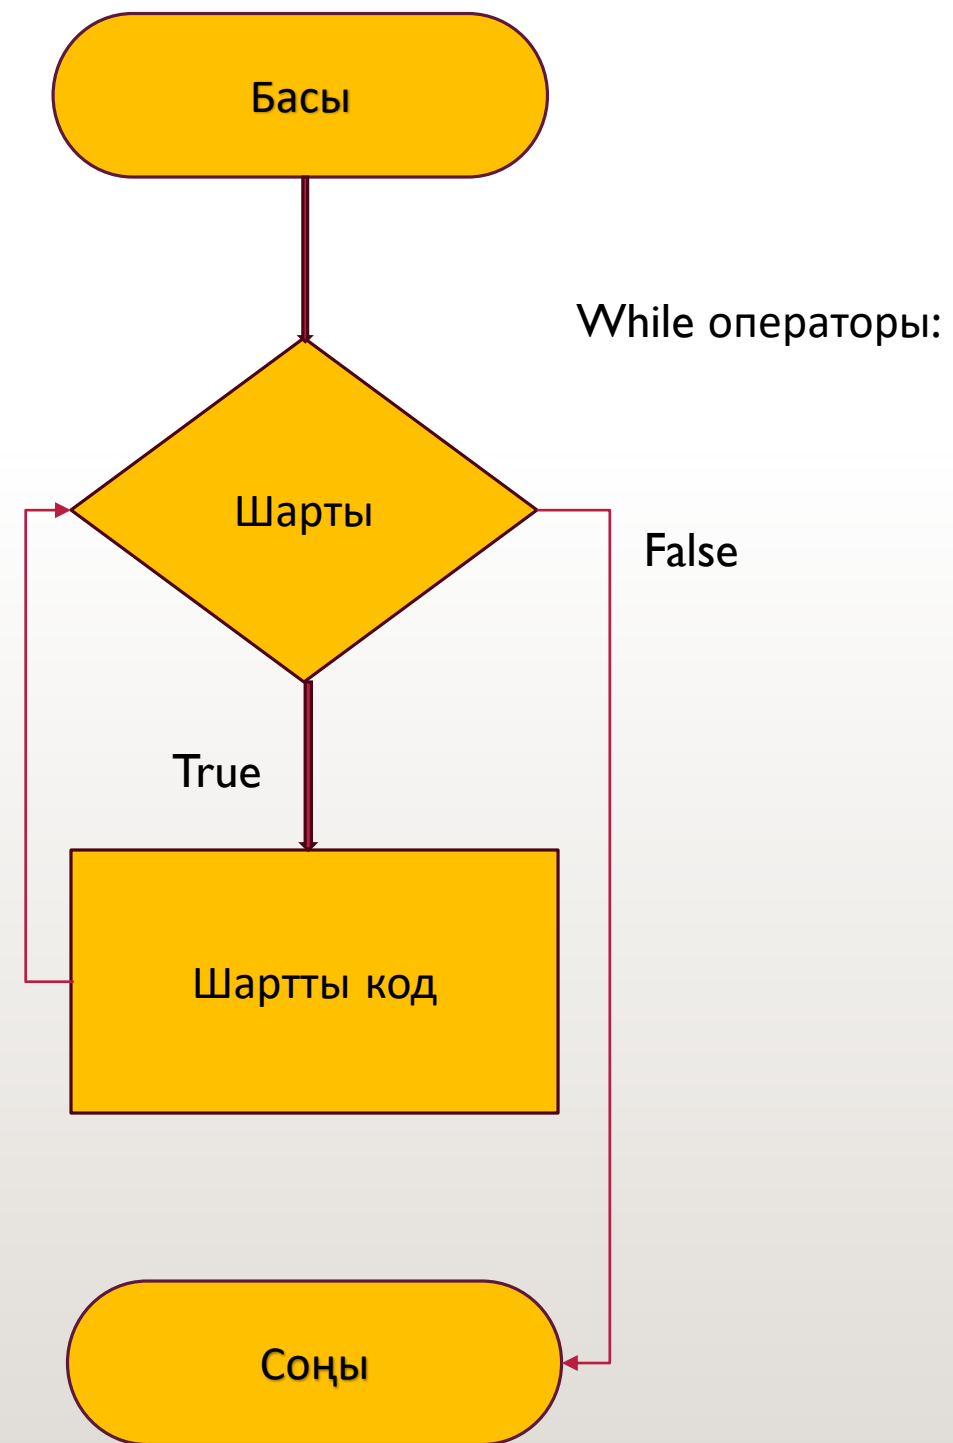 Басы
While операторы:
Шарты
False
True
Шартты код
Соңы